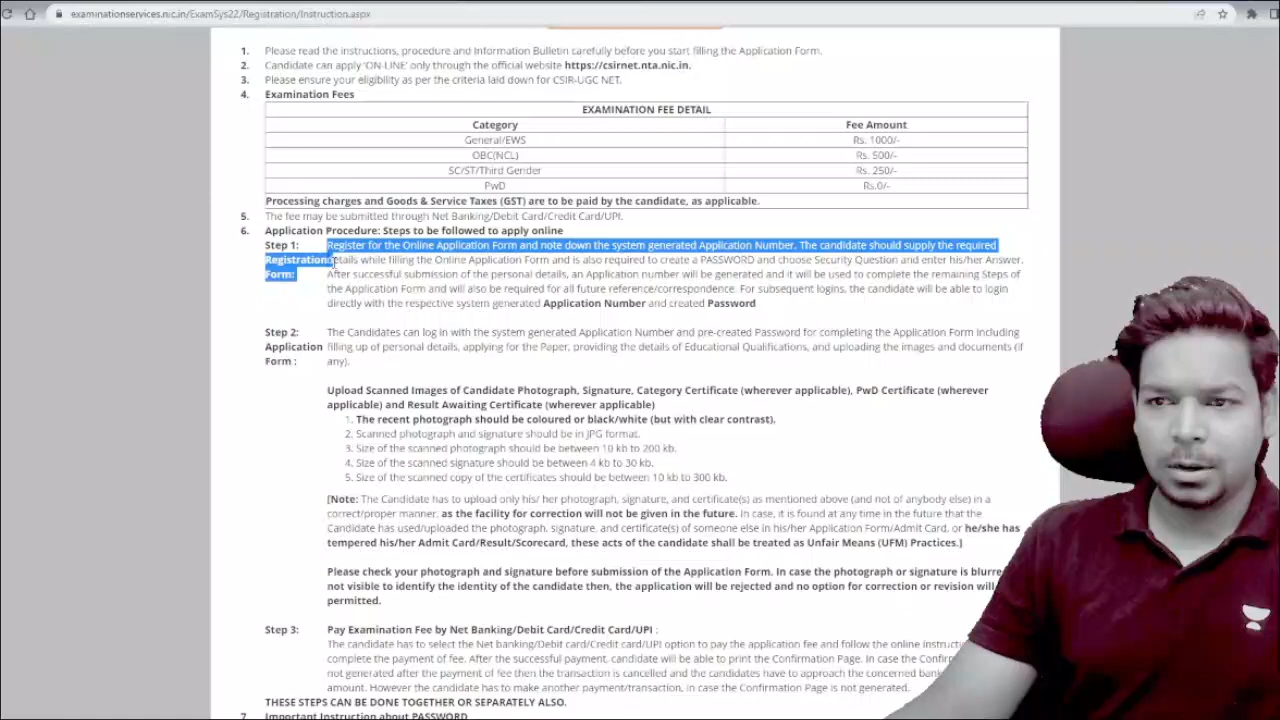 examinationservices.nic.in/ExamSys22/Registration/Instruction.aspx
1. Please read the instructions, procedure and Information Bulletin carefully before you start filling the Application Form.
2. Candidate can apply 'ON-LINE' only through the official website https://csirnet.nta.nic.in.
3. Please ensure your eligibility as per the criteria laid down for CSIR-UGC NET.
4. Examination Fees
EXAMINATION FEE DETAIL
Category Fee Amount
General/EWS Rs. 1000/-
OBC(NCL) Rs. 500/-
SC/ST/Third Gender Rs. 250/-
PwD Rs.0/-
Processing charges and Goods & Service Taxes (GST) are to be paid by the candidate, as applicable.
5. The fee may be submitted through Net Banking/Debit Card/Credit Card/UPI.
6. Application Procedure: Steps to be followed to apply online
Step 1: Register for the Online Application Form and note down the system generated Application Number. The candidate should supply the required
Registration details while filling the Online Application Form and is also required to create a PASSWORD and choose Security Question and enter his/her Answer.
Form: After successful submission of the personal details, an Application number will be generated and it will be used to complete the remaining Steps of
the Application Form and will also be required for all future reference/correspondence. For subsequent logins, the candidate will be able to login
directly with the respective system generated Application Number and created Password
Step 2: The Candidates can log in with the system generated Application Number and pre-created Password for completing the Application Form including
Application filling up of personal details, applying for the Paper, providing the details of Educational Qualifications, and uploading the images and documents (if
Form : any).
Upload Scanned Images of Candidate Photograph, Signature, Category Certificate (wherever applicable), PwD Certificate (wherever
applicable) and Result Awaiting Certificate (wherever applicable)
1. The recent photograph should be coloured or black/white (but with clear contrast).
2. Scanned photograph and signature should be in JPG format.
3. Size of the scanned photograph should be between 10 kb to 200 kb.
4. Size of the scanned signature should be between 4 kb to 30 kb.
5. Size of the scanned copy of the certificates should be between 10 kb to 300 kb.
[Note: The Candidate has to upload only his/ her photograph, signature, and certificate(s) as mentioned above (and not of anybody else) in a
correct/proper manner, as the facility for correction will not be given in the future. In case, it is found at any time in the future that the
Candidate has used/uploaded the photograph, signature, and certificate(s) of someone else in his/her Application Form/Admit Card, or he/she has
tempered his/her Admit Card/Result/Scorecard, these acts of the candidate shall be treated as Unfair Means (UFM) Practices.]
Please check your photograph and signature before submission of the Application Form. In case the photograph or signature is blurre
not visible to identify the identity of the candidate then, the application will be rejected and no option for correction or revision will
permitted.
Step 3: Pay Examination Fee by Net Banking/Debit Card/Credit Card/UPI :
The candidate has to select the Net banking/Debit card/Credit card/UPI option to pay the application fee and follow the online instructi
complete the payment of fee. After the successful payment, candidate will be able to print the Confirmation Page. In case the Confir
not generated after the payment of fee then the transaction is cancelled and the candidates have to approach the concerned ban
amount. However the candidate has to make another payment/transaction, in case the Confirmation Page is not generated.
THESE STEPS CAN BE DONE TOGETHER OR SEPARATELY ALSO.
7. Important Instruction about PASSWORD